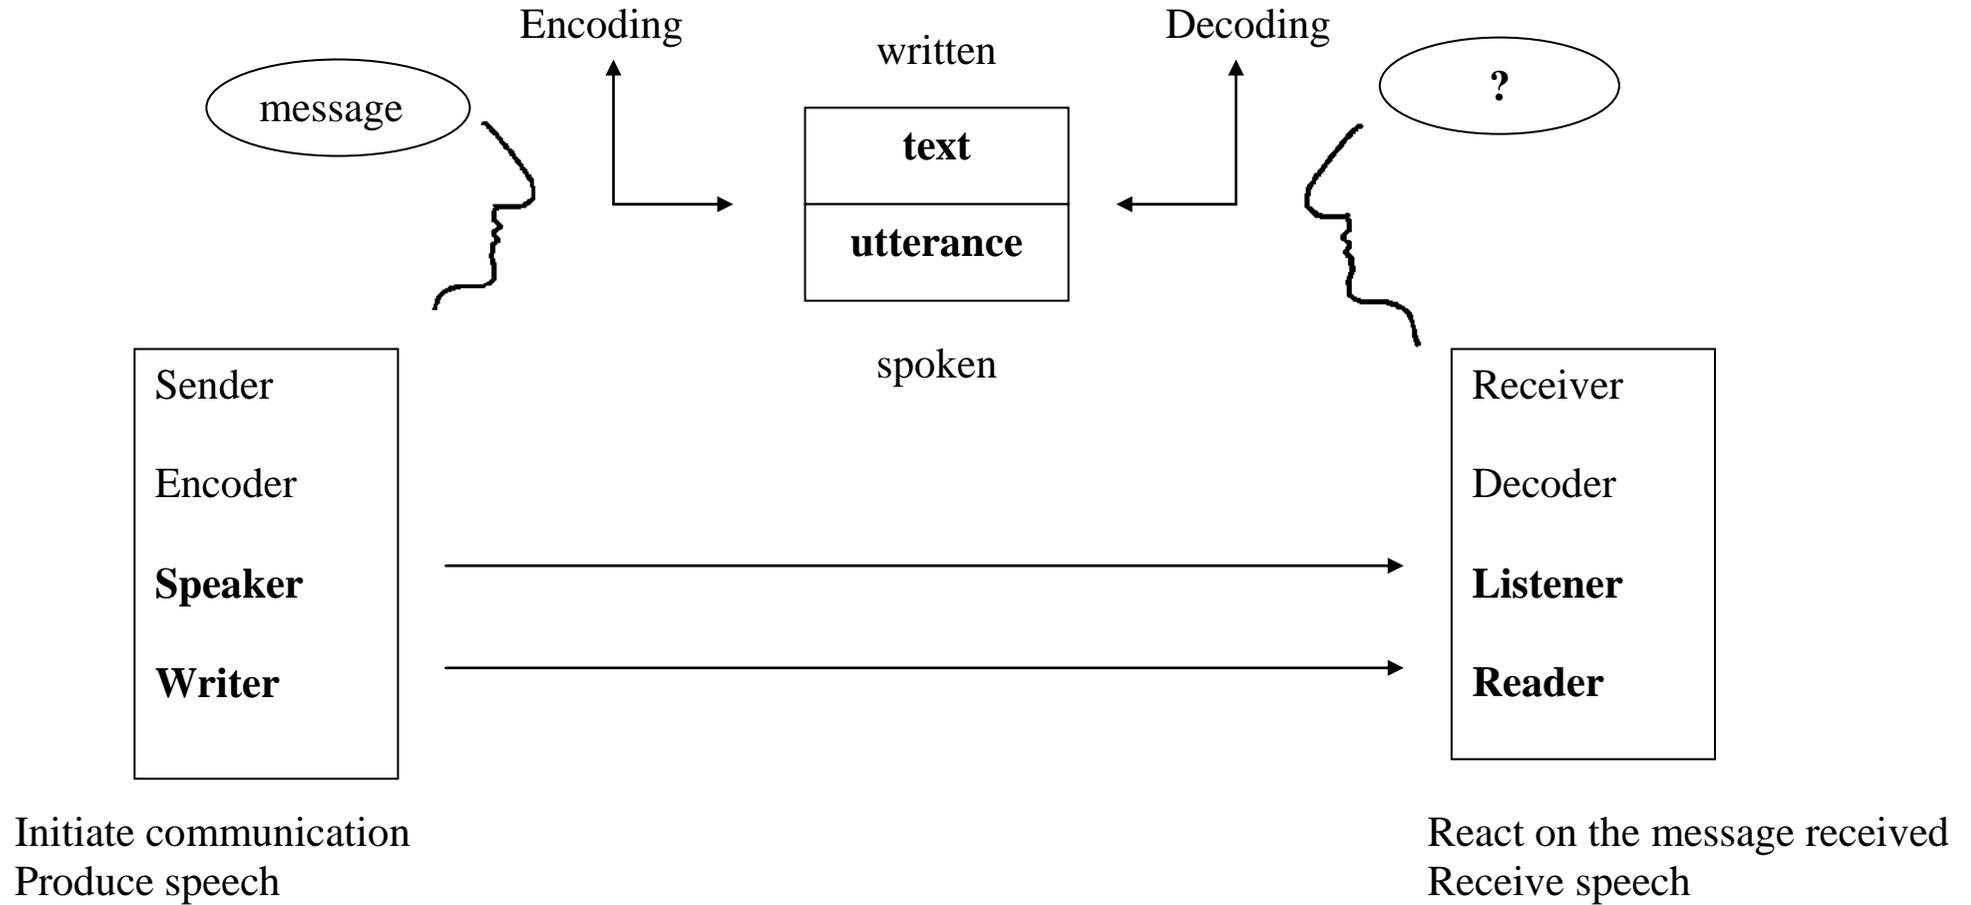 Encoding
written
Decoding
message
?
text
utterance
spoken
Sender
Encoder
Speaker
Writer
Receiver
Decoder
Listener
Reader
Initiate communication
Produce speech
React on the message received
Receive speech